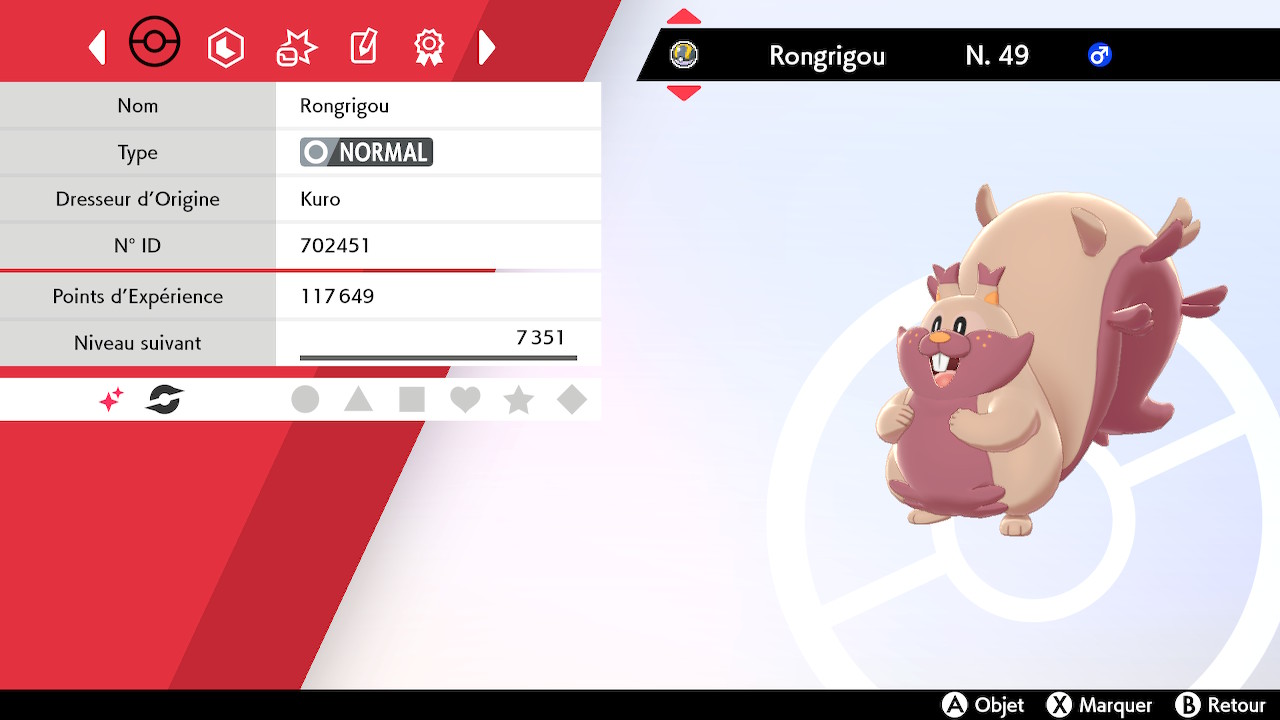 Rongrigou N. 49
Nom Rongrigou
Type NORMAL
Dresseur d'Origine Kuro
N° ID 702451
Points d'Expérience 117 649
Niveau suivant 7 351
A Objet X Marquer B Retour